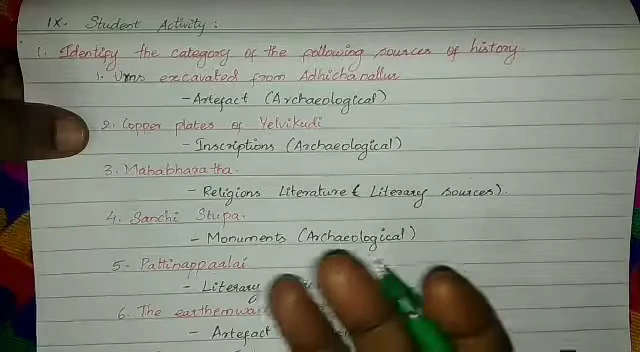 IX. Student Activity :
1. Identify the category of the following sources of history
1. Urns excavated from Adhichanallur
- Artefact (Archaeological)
2. Copper plates of Velvikudi
- Inscriptions (Archaeological)
3. Mahabharatha.
- Religions Literature ( Literary sources).
4. Sanchi Stupa.
- Monuments (Archaeological)
5. Pattinappaalai
- Literary
6. The earthenware
- Artefact